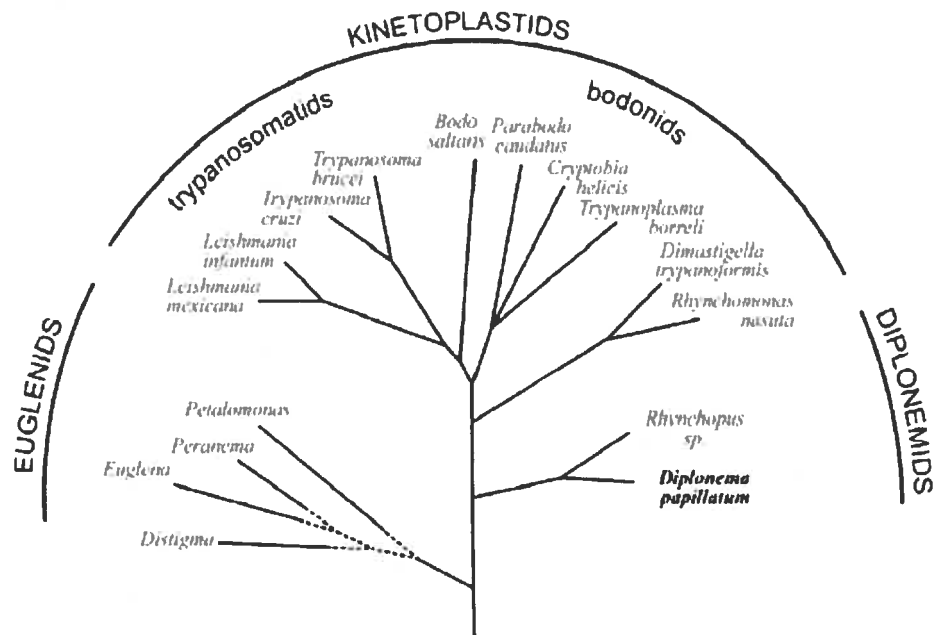 KINETOPLASTIDS
trypanosomatids
bodonids
Bodo
saltans
Parabodo
caudatus
Trypanosoma
brucei
Cryptobia
helicis
Trypanosoma
cruzi
Trypanoplasma
borreli
Leishmania
infantum
Dimastigella
trypanoformis
Leishmania
mexicana
Rhynchomonas
nasuta
EUGLENIDS
DIPLONEMIDS
Petalomonas
Peranema
Euglena
Distigma
Rhynchopus
sp.
Diplonema
papillatum